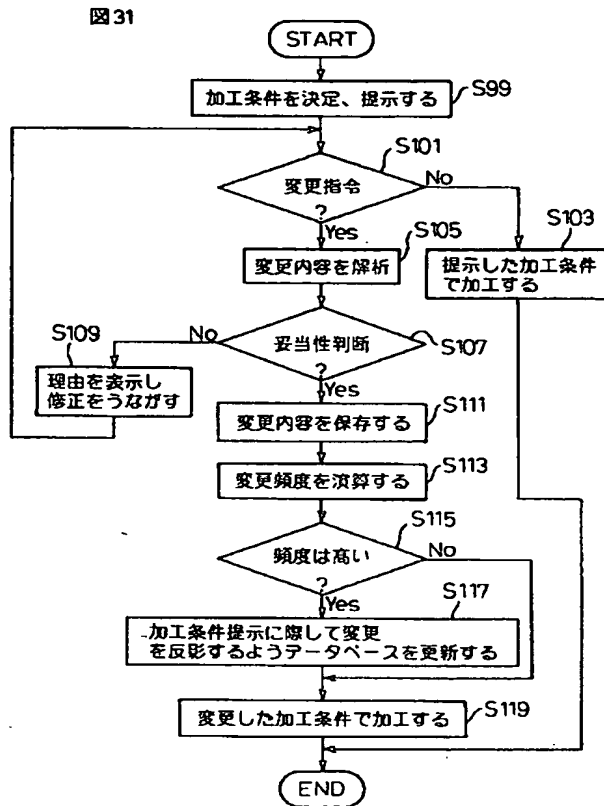 図31
START
加工条件を決定、提示する
S99
S101
変更指令
?
No
Yes
S105
変更内容を解析
S103
提示した加工条件
で加工する
妥当性判断
?
S107
No
S109
理由を表示し
修正をうながす
Yes
S111
変更内容を保存する
S113
変更頻度を演算する
S115
頻度は高い
?
No
Yes
S117
加工条件提示に際して変更
を反影するようデータベースを更新する
変更した加工条件で加工する
S119
END